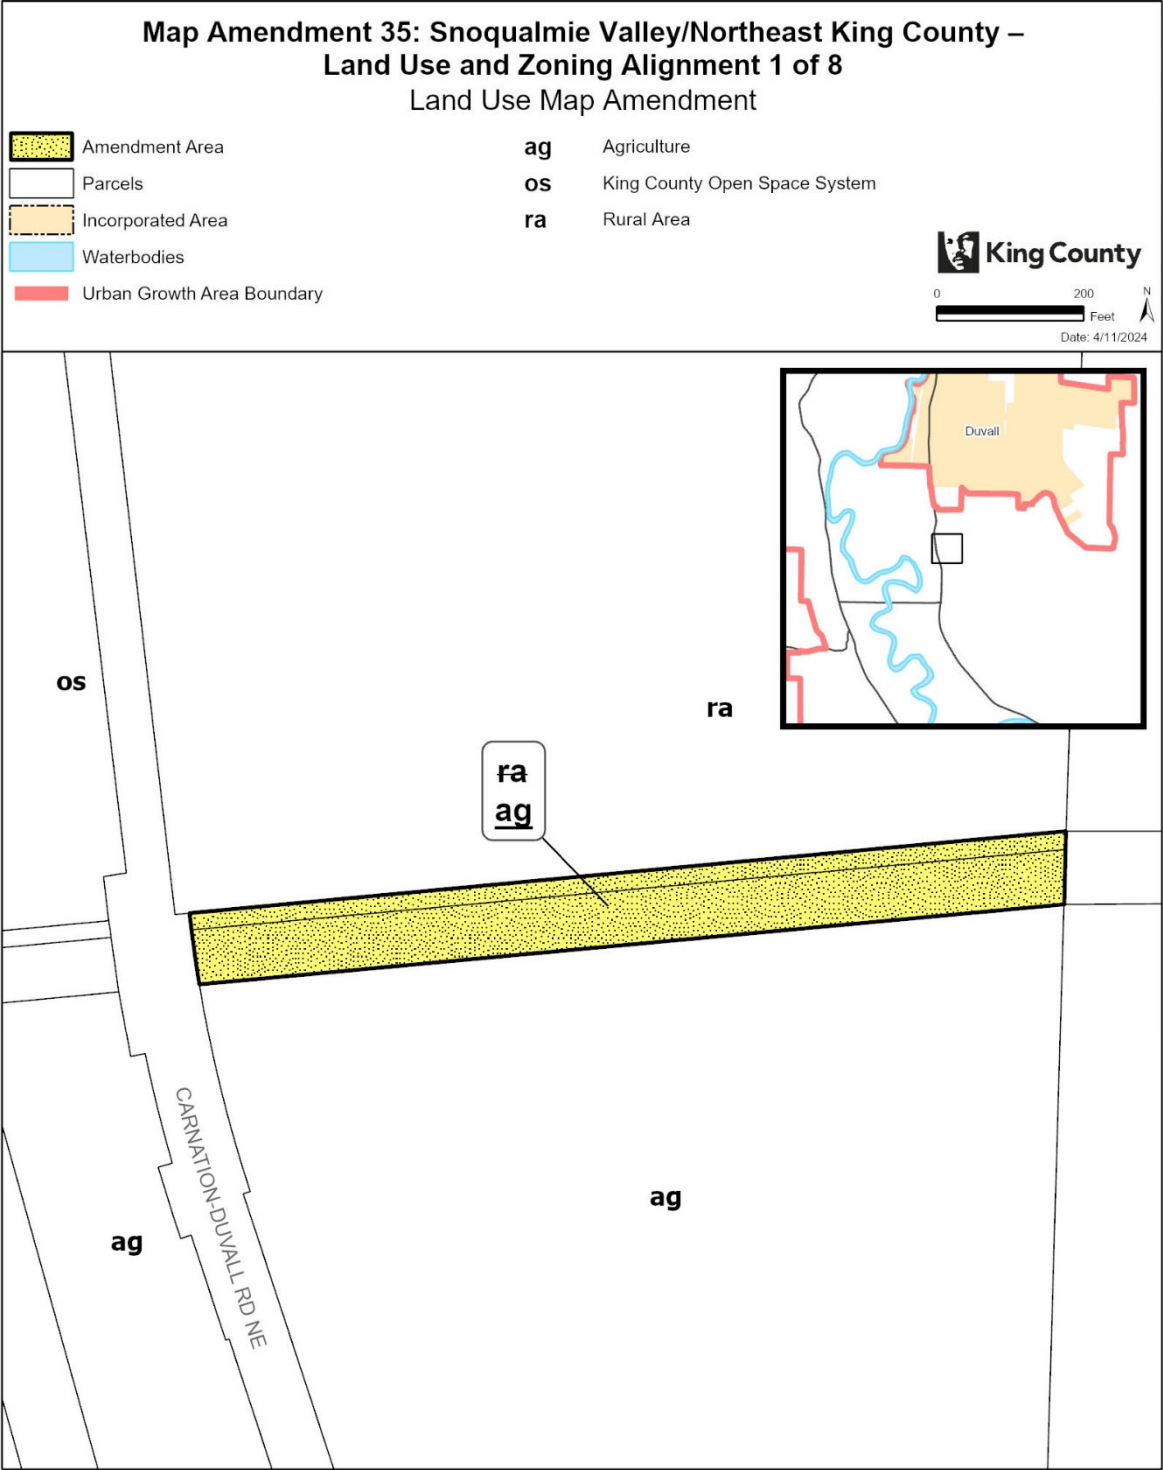 Map Amendment 35: Snoqualmie Valley/Northeast King County –
Land Use and Zoning Alignment 1 of 8
Land Use Map Amendment
Amendment Area
Parcels
Incorporated Area
Waterbodies
Urban Growth Area Boundary
ag Agriculture
os King County Open Space System
ra Rural Area
King County
0 200
Feet
N
Date: 4/11/2024
Duvall
os
ra
ra
ag
CARNATION-DUVALL RD NE
ag
ag